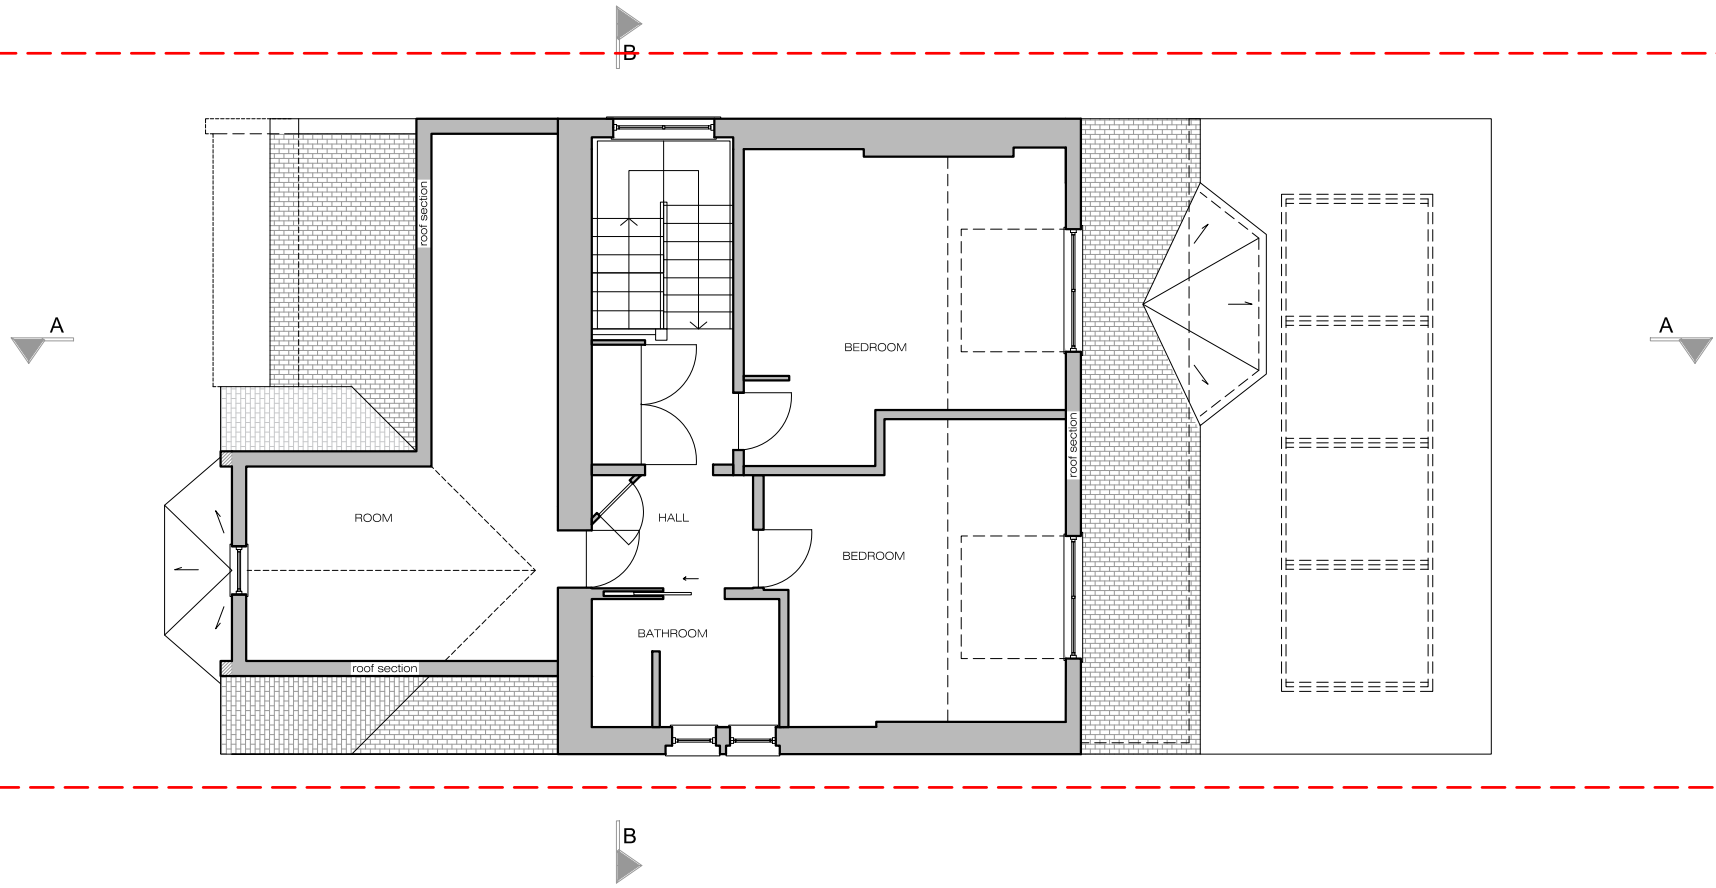 B
A
A
roof section
BEDROOM
roof section
ROOM
HALL
BEDROOM
BATHROOM
roof section
B